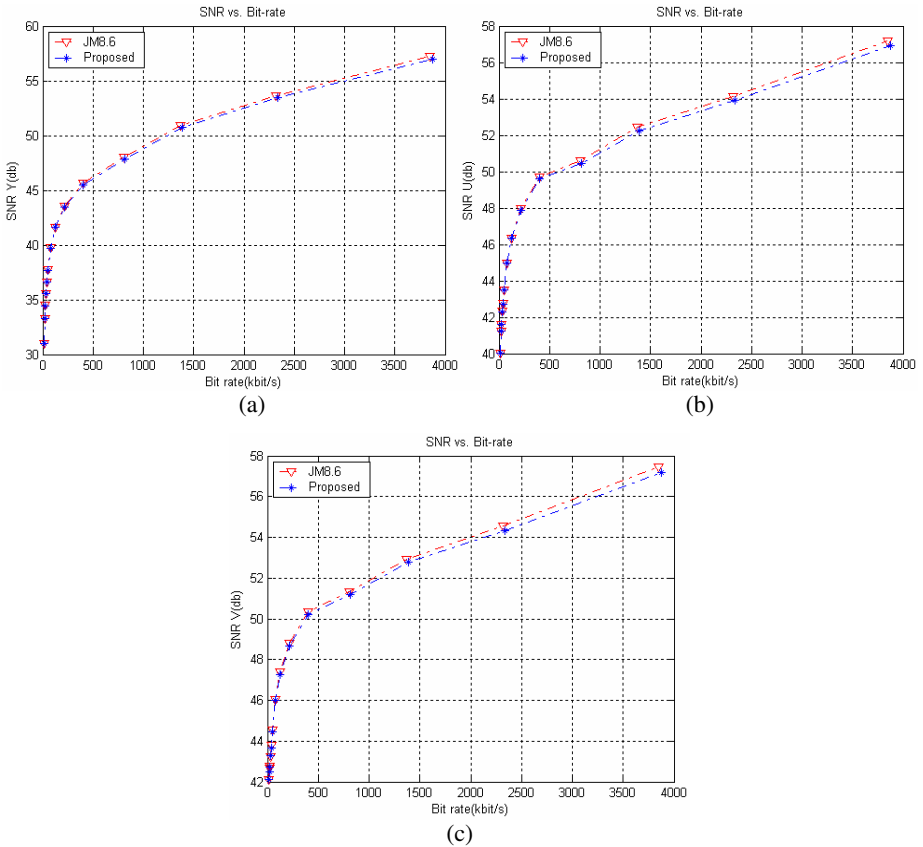 SNR vs. Bit-rate
60
55
50
45
40
35
30
SNR Y(db)
JM8.6
Proposed
0 500 1000 1500 2000 2500 3000 3500 4000
Bit rate(kbit/s)
(a)
SNR vs. Bit-rate
58
56
54
52
50
48
46
44
42
40
SNR U(db)
JM8.6
Proposed
0 500 1000 1500 2000 2500 3000 3500 4000
Bit rate(kbit/s)
(b)
SNR vs. Bit-rate
58
56
54
52
50
48
46
44
42
SNR V(db)
JM8.6
Proposed
0 500 1000 1500 2000 2500 3000 3500 4000
Bit rate(kbit/s)
(c)